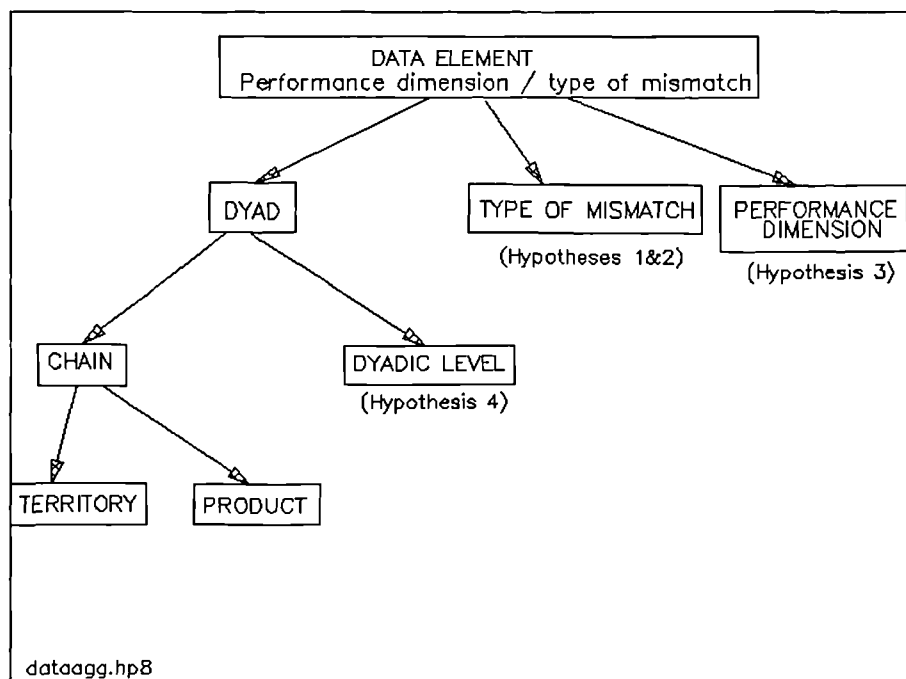 DATA ELEMENT
Performance dimension / type of mismatch
DYAD
TYPE OF MISMATCH
PERFORMANCE
DIMENSION
(Hypotheses 1&2)
(Hypothesis 3)
CHAIN
DYADIC LEVEL
(Hypothesis 4)
TERRITORY
PRODUCT
dataagg.hp8